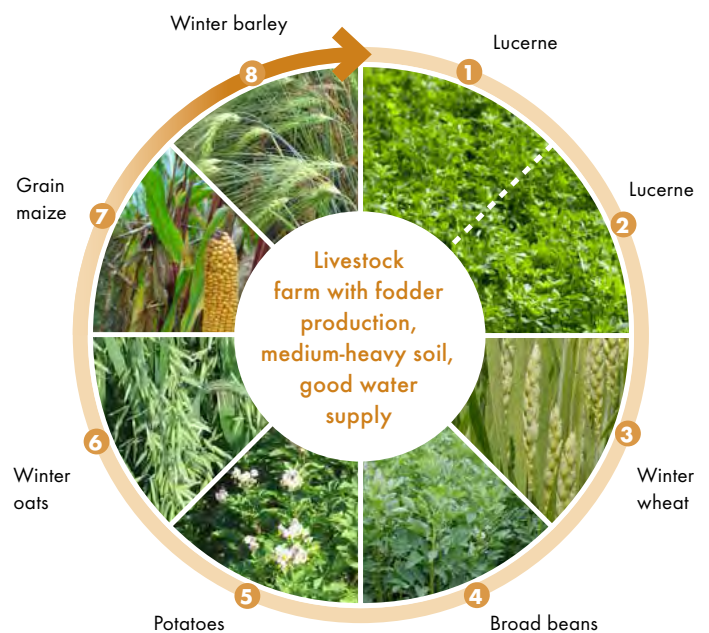 Winter barley
8
1
Lucerne
Lucerne
2
3
Winter
wheat
4
Broad beans
5
Potatoes
6
Winter
oats
7
Grain
maize
Livestock
farm with fodder
production,
medium-heavy soil,
good water
supply